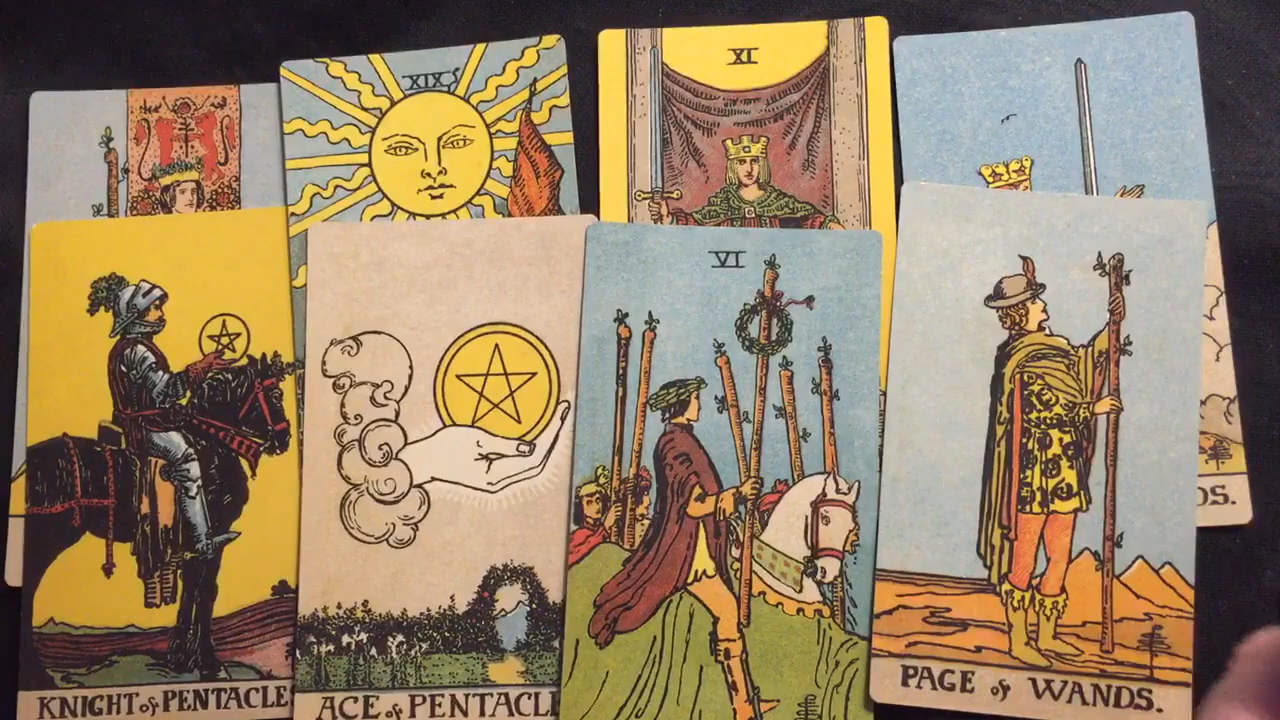 XIX
XI
VI
DS.
KNIGHT of PENTACLE
ACE of PENTACLE
PAGE of WANDS.